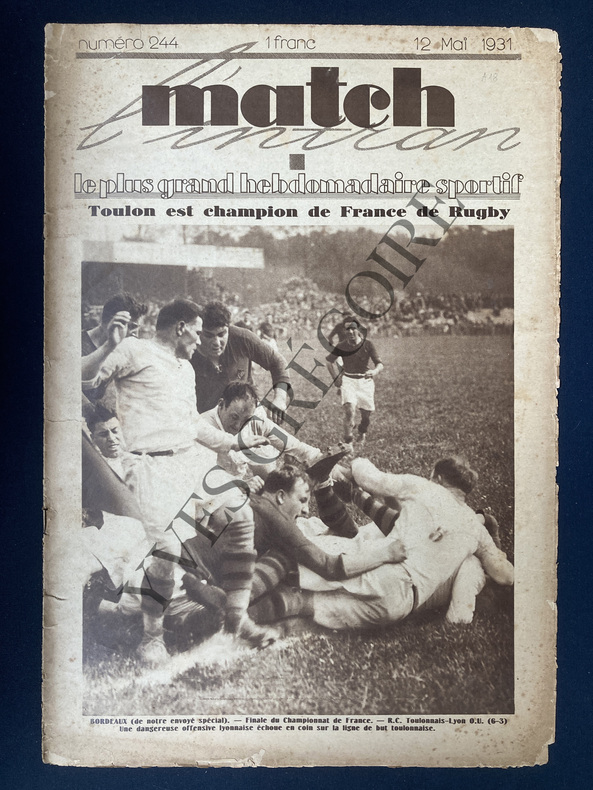 numéro 244 1 franc 12 Mai 1931
match
l'intran
le plus grand hebdomadaire sportif
Toulon est champion de France de Rugby
YVES GRÉGOIRE
BORDEAUX (de notre envoyé spécial). — Finale du Championnat de France. — R.C. Toulonnais-Lyon O.U. (6-3)
Une dangereuse offensive lyonnaise échoue en coin sur la ligne de but toulonnaise.